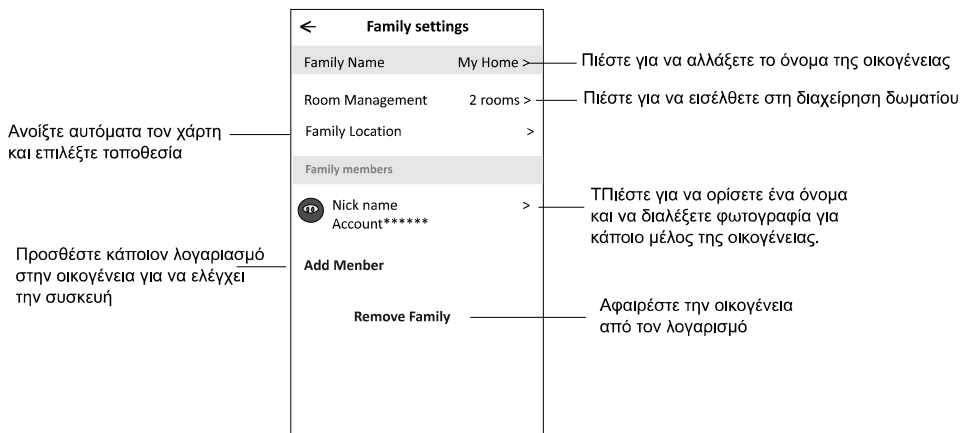 Family settings
Family Name My Home >
Πιέστε για να αλλάξετε το όνομα της οικογένειας
Room Management 2 rooms >
Πιέστε για να εισέλθετε στη διαχείρηση δωματίου
Ανοίξτε αυτόματα τον χάρτη
και επιλέξτε τοποθεσία
Family Location >
Family members
Nick name >
Account******
ΤΠιέστε για να ορίσετε ένα όνομα
και να διαλέξετε φωτογραφία για
κάποιο μέλος της οικογένειας.
Προσθέστε κάποιον λογαριασμό
στην οικογένεια για να ελέγχει
την συσκευή
Add Menber
Remove Family
Αφαιρέστε την οικογένεια
από τον λογαρισμό